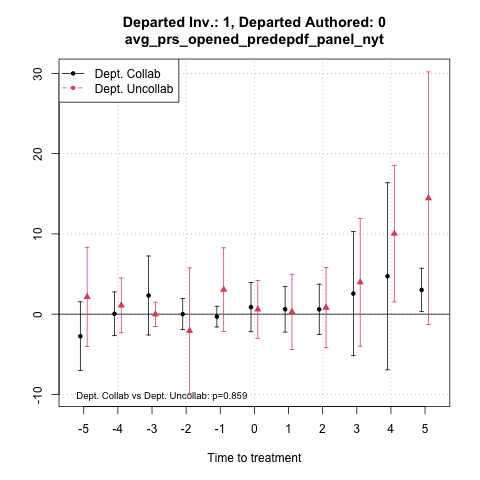 Departed Inv.: 1, Departed Authored: 0
avg_prs_opened_predepdf_panel_nyt
Dept. Collab
Dept. Uncollab
30
20
10
0
-10
Dept. Collab vs Dept. Uncollab: p=0.859
-5 -4 -3 -2 -1 0 1 2 3 4 5
Time to treatment